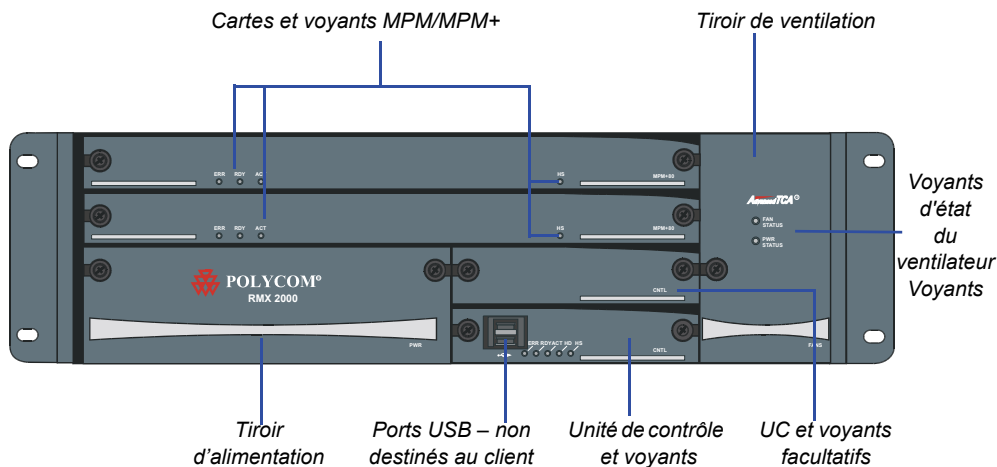 Cartes et voyants MPM/MPM+
Tiroir de ventilation
ERR RDY ACT
HS
MPM+80
ERR RDY ACT
HS
MPM+80
FAN
STATUS
PWR
STATUS
Voyants
d'état
du
ventilateur
Voyants
POLYCOM®
RMX 2000
PWR
CNTL
ERR RDY ACT HD HS
CNTL
FANS
Tiroir
d'alimentation
Ports USB – non
destinés au client
Unité de contrôle
et voyants
UC et voyants
facultatifs